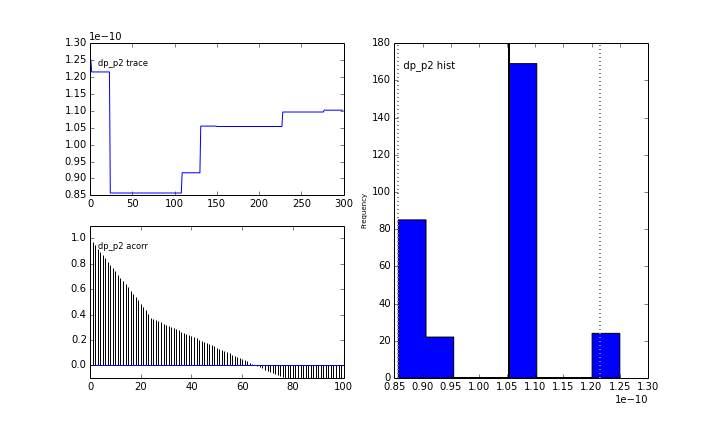 1e−10
1.30
1.25
1.20
1.15
1.10
1.05
1.00
0.95
0.90
0.85
dp_p2 trace
0 50 100 150 200 250 300
1.0
0.8
0.6
0.4
0.2
0.0
dp_p2 acorr
0 20 40 60 80 100
180
160
140
120
100
80
60
40
20
0
Frequency
dp_p2 hist
0.85 0.90 0.95 1.00 1.05 1.10 1.15 1.20 1.25 1.30
1e−10